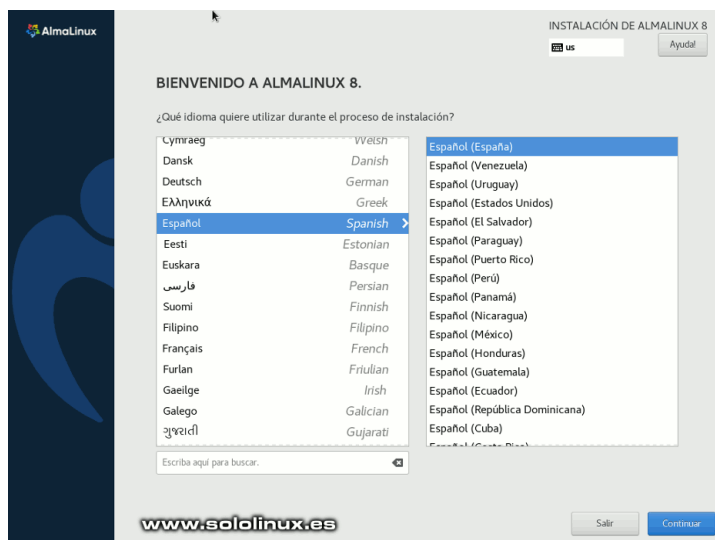 AlmaLinux
INSTALACIÓN DE ALMALINUX 8
us
Ayuda!
BIENVENIDO A ALMALINUX 8.
¿Qué idioma quiere utilizar durante el proceso de instalación?
Cymraeg Welsh
Dansk Danish
Deutsch German
Ελληνικά Greek
Español Spanish
Eesti Estonian
Euskara Basque
فارسی Persian
Suomi Finnish
Filipino Filipino
Français French
Furlan Friulian
Gaeilge Irish
Galego Galician
ગુજરાતી Gujarati
Español (España)
Español (Venezuela)
Español (Uruguay)
Español (Estados Unidos)
Español (El Salvador)
Español (Paraguay)
Español (Puerto Rico)
Español (Perú)
Español (Panamá)
Español (Nicaragua)
Español (México)
Español (Honduras)
Español (Guatemala)
Español (Ecuador)
Español (República Dominicana)
Español (Cuba)
Español (Costa Rica)
Escriba aquí para buscar.
www.sololinux.es
Salir
Continuar